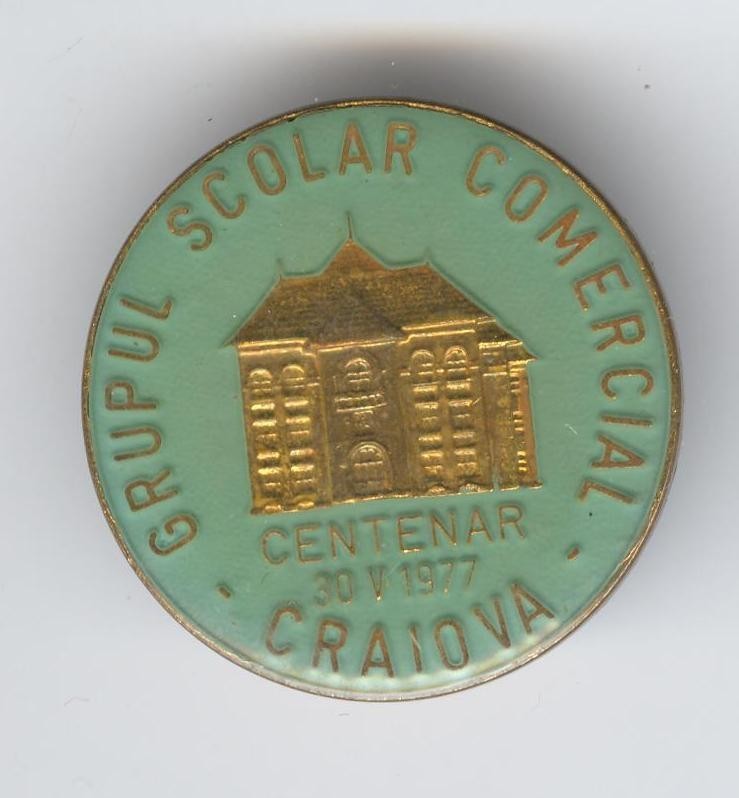 GRUPUL SCOLAR COMERCIAL
CENTENAR
30 V 1977
- CRAIOVA -